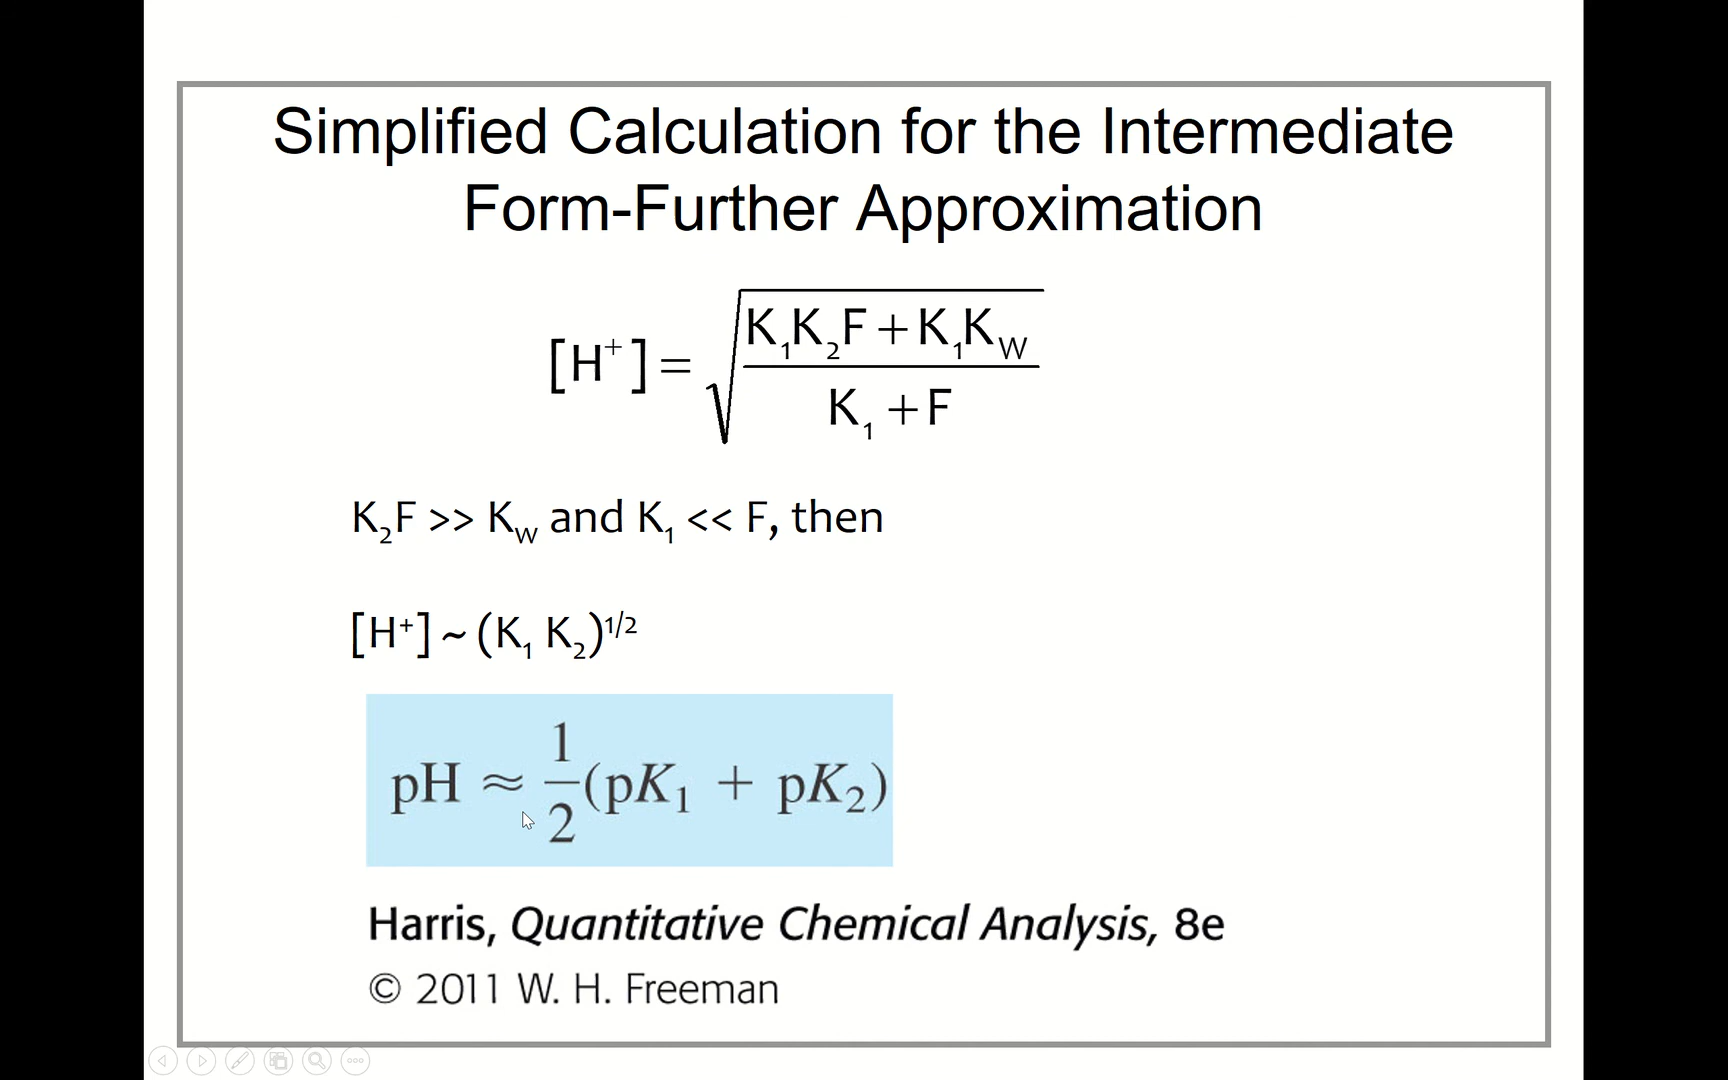 Simplified Calculation for the Intermediate
Form-Further Approximation
[H⁺] = √((K₁K₂F + K₁K_W) / (K₁ + F))
K₂F >> K_W and K₁ << F, then
[H⁺] ~ (K₁ K₂)^1/2
pH ≈ 1/2 (pK₁ + pK₂)
Harris, Quantitative Chemical Analysis, 8e
© 2011 W. H. Freeman